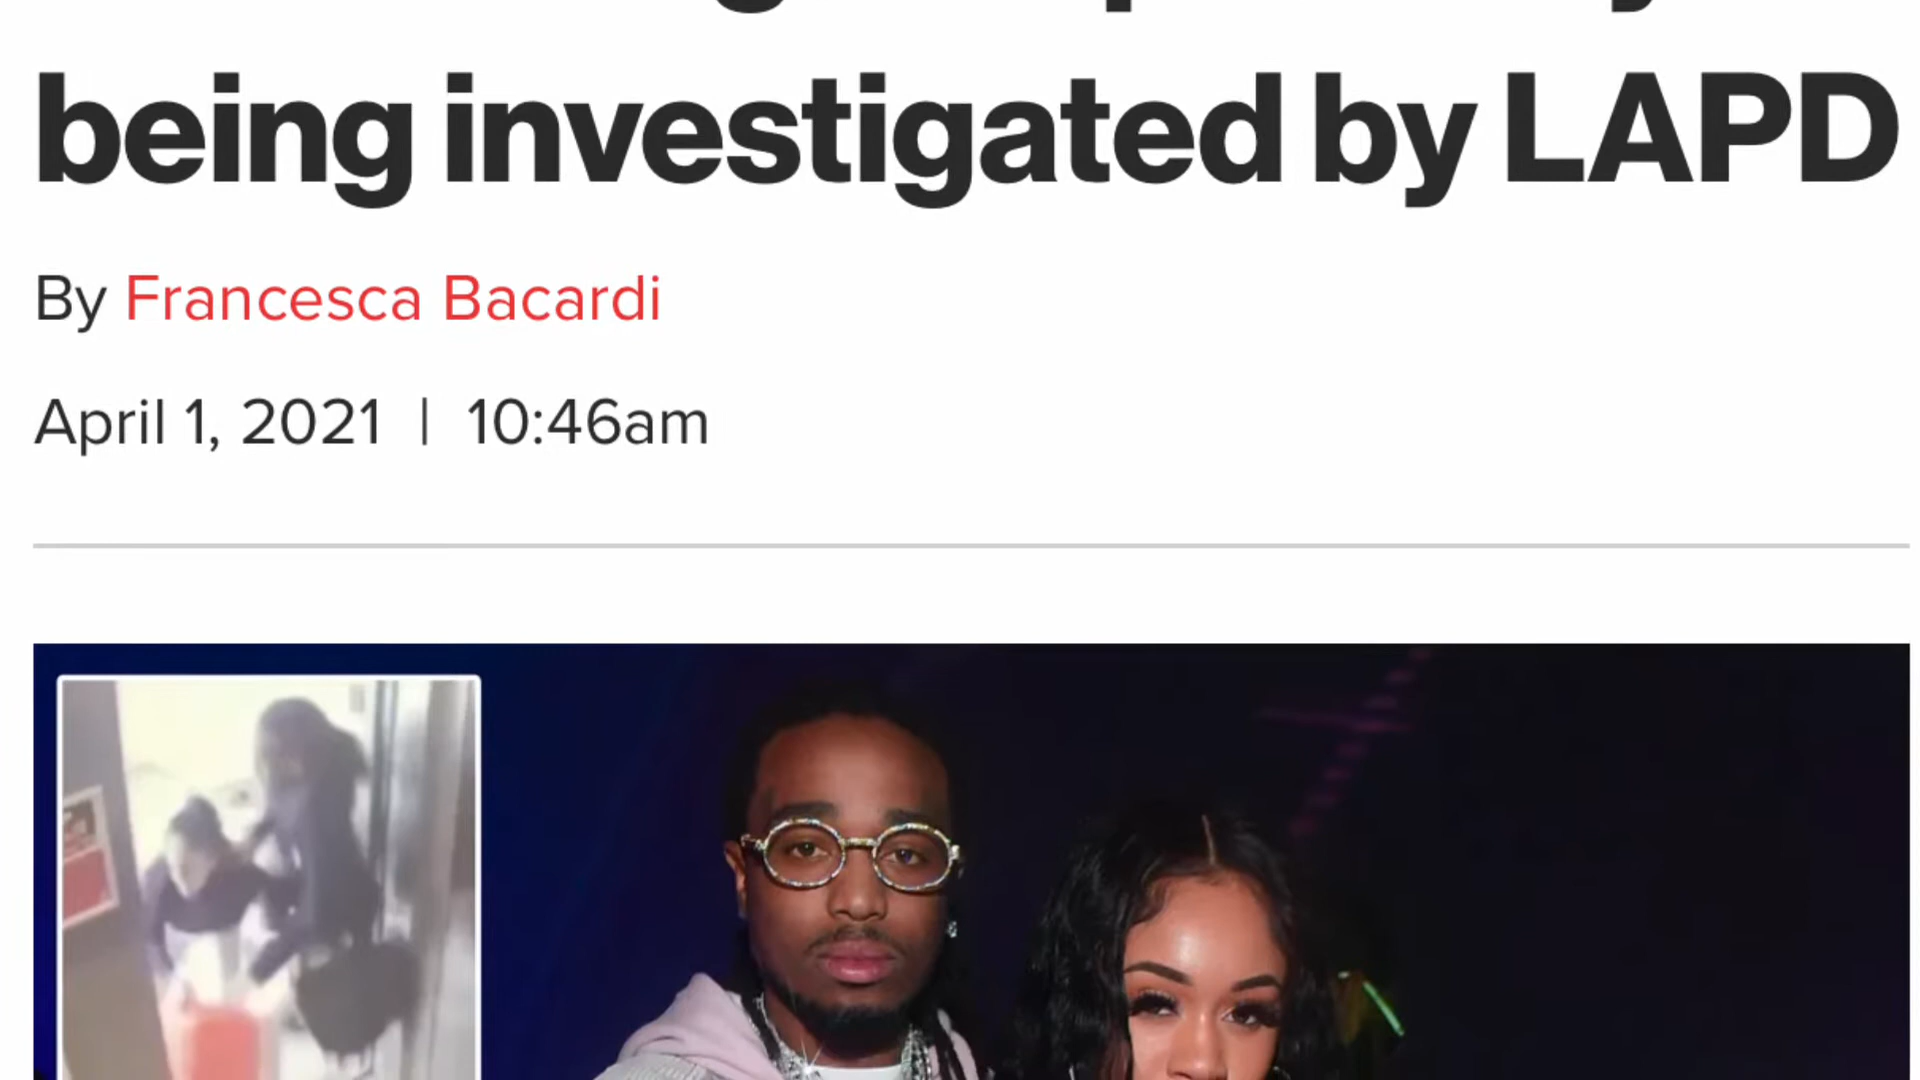 being investigated by LAPD
By Francesca Bacardi
April 1, 2021 | 10:46am